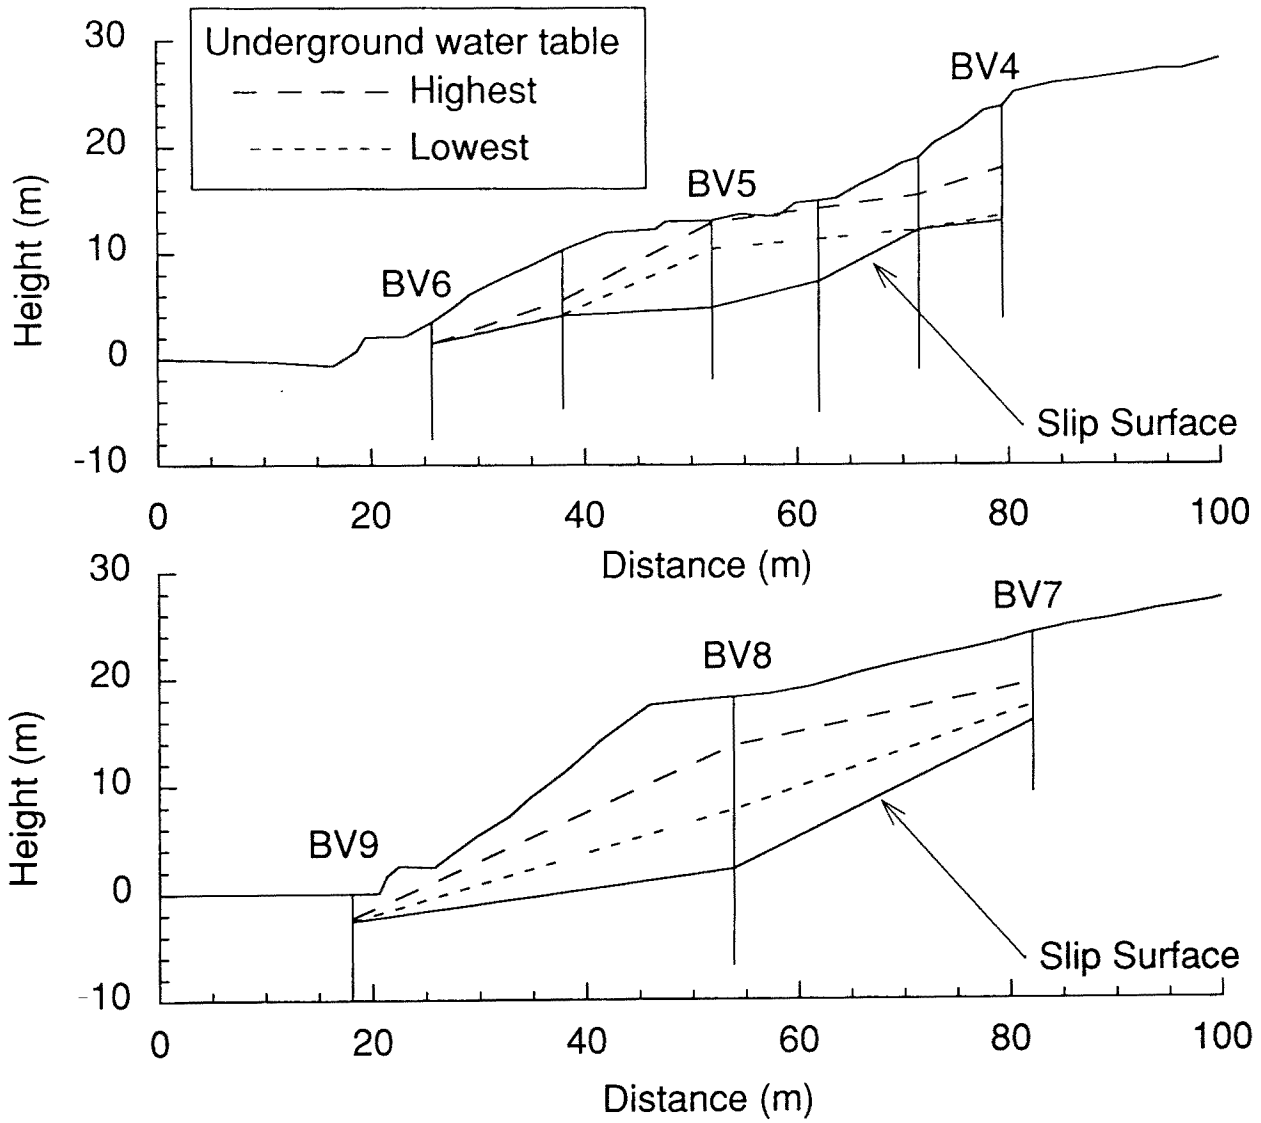 Underground water table
Highest
Lowest
30
20
10
0
-10
Height (m)
BV4
BV5
BV6
Slip Surface
0 20 40 60 80 100
Distance (m)
30
20
10
0
-10
Height (m)
BV7
BV8
BV9
Slip Surface
0 20 40 60 80 100
Distance (m)